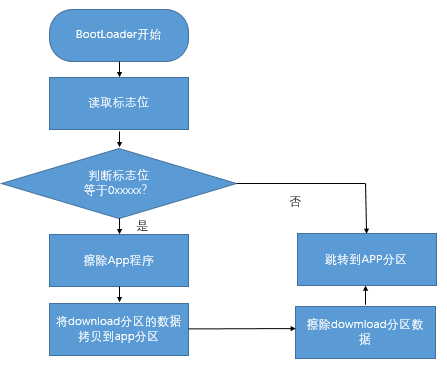 BootLoader开始
读取标志位
判断标志位
等于0xxxxx?
否
是
擦除App程序
跳转到APP分区
将download分区的数据
拷贝到app分区
擦除dowmload分区数
据